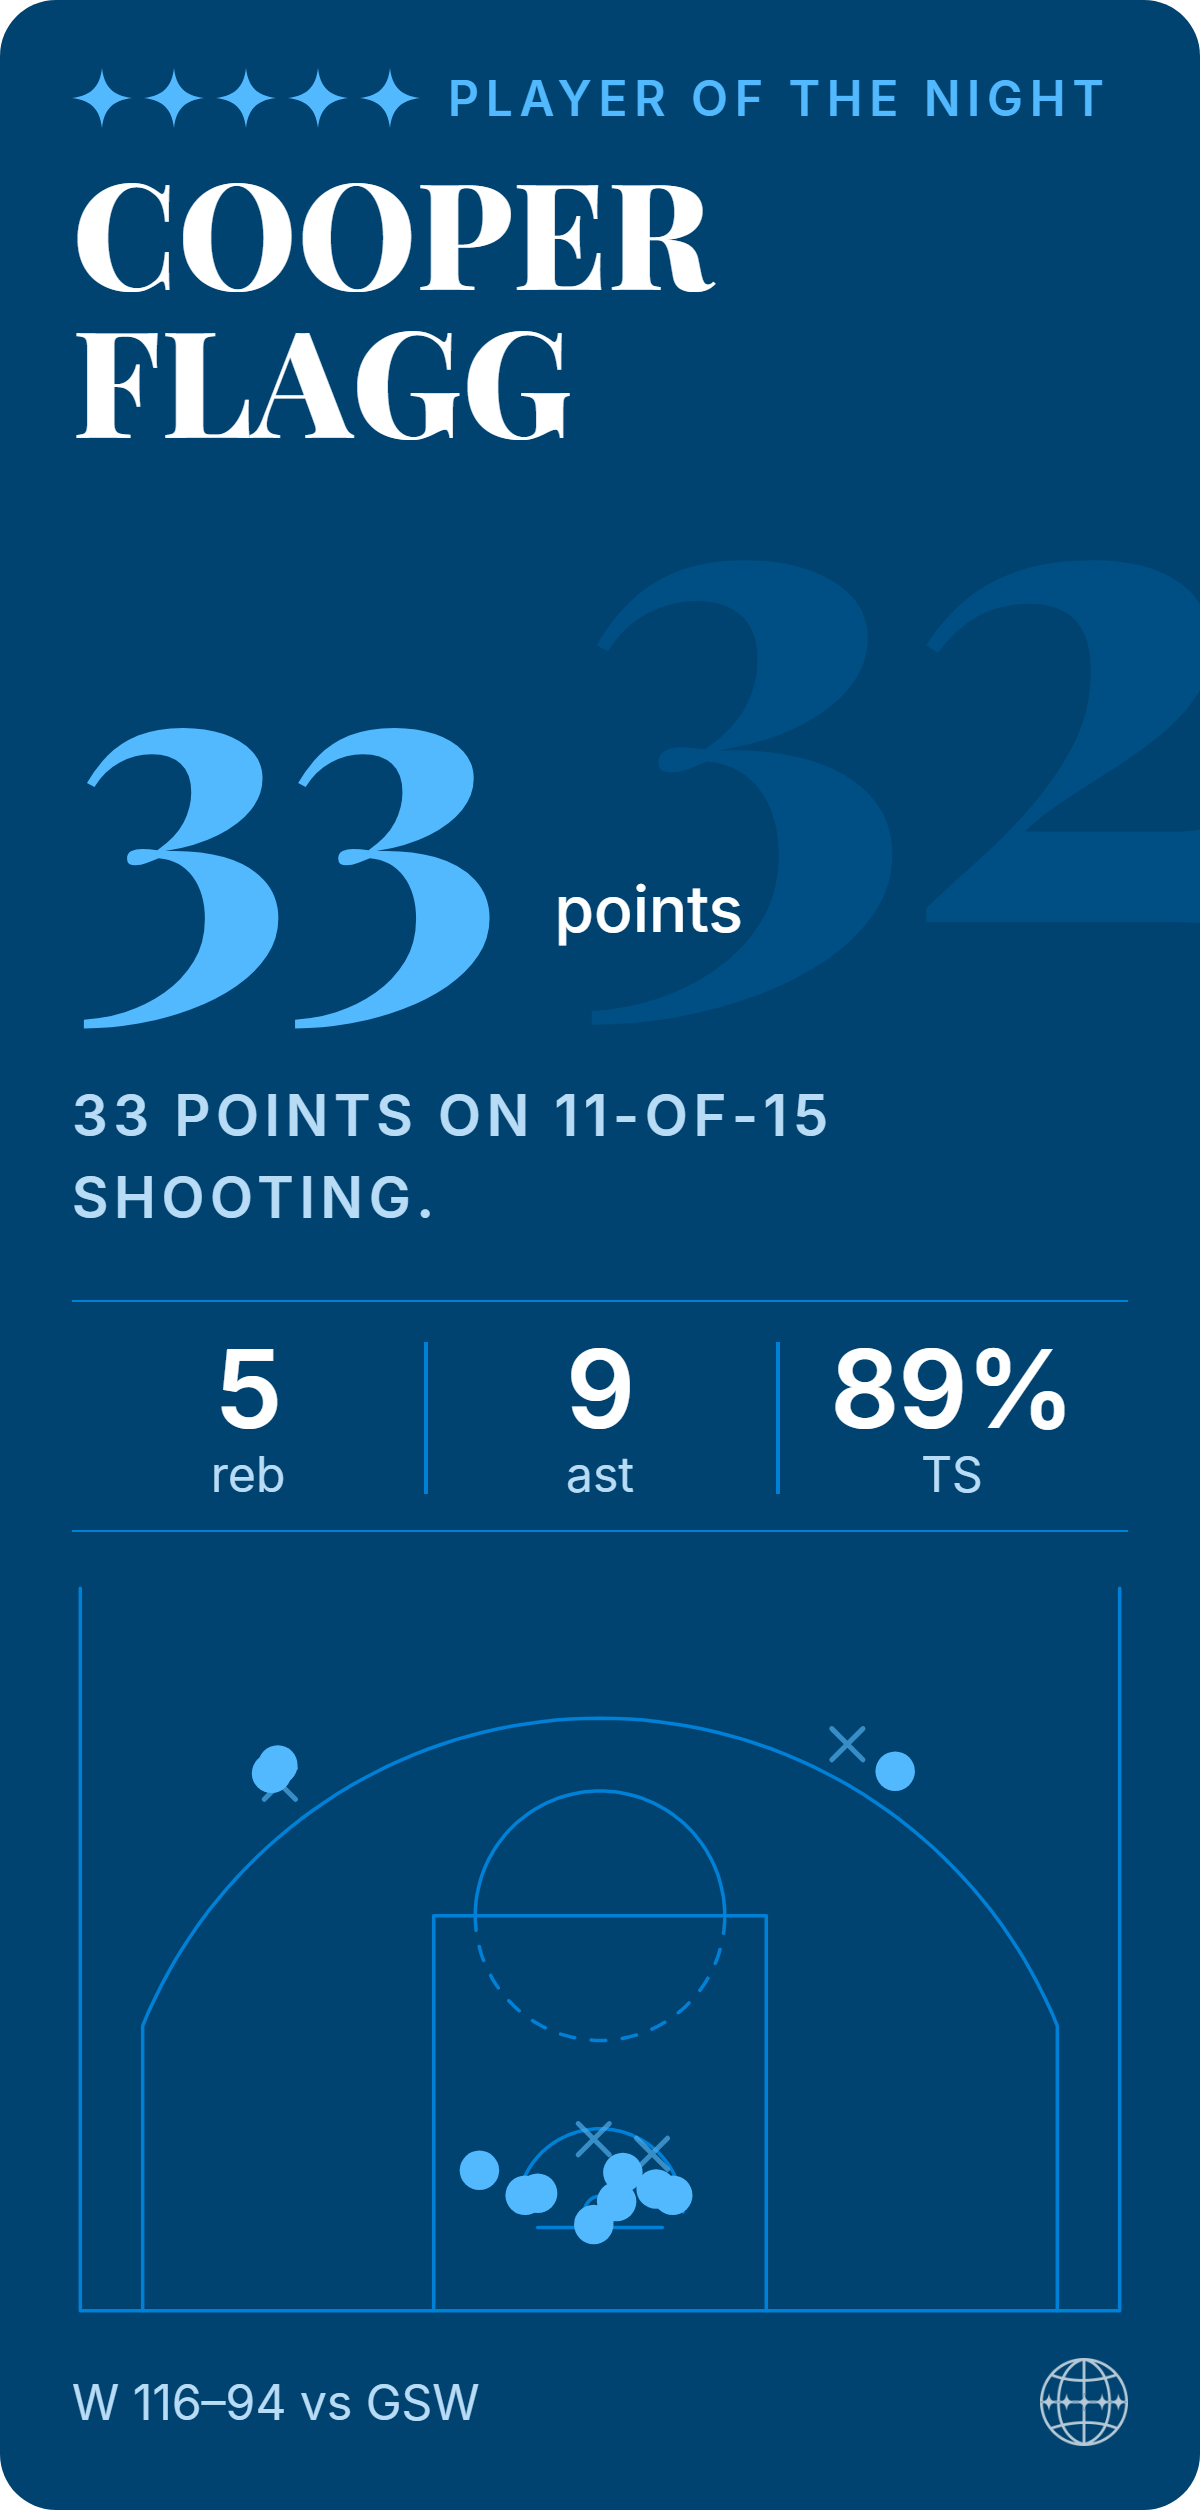 PLAYER OF THE NIGHT
COOPER
FLAGG
32
33 points
33 POINTS ON 11-OF-15
SHOOTING.
5
reb
9
ast
89%
TS
W 116–94 vs GSW